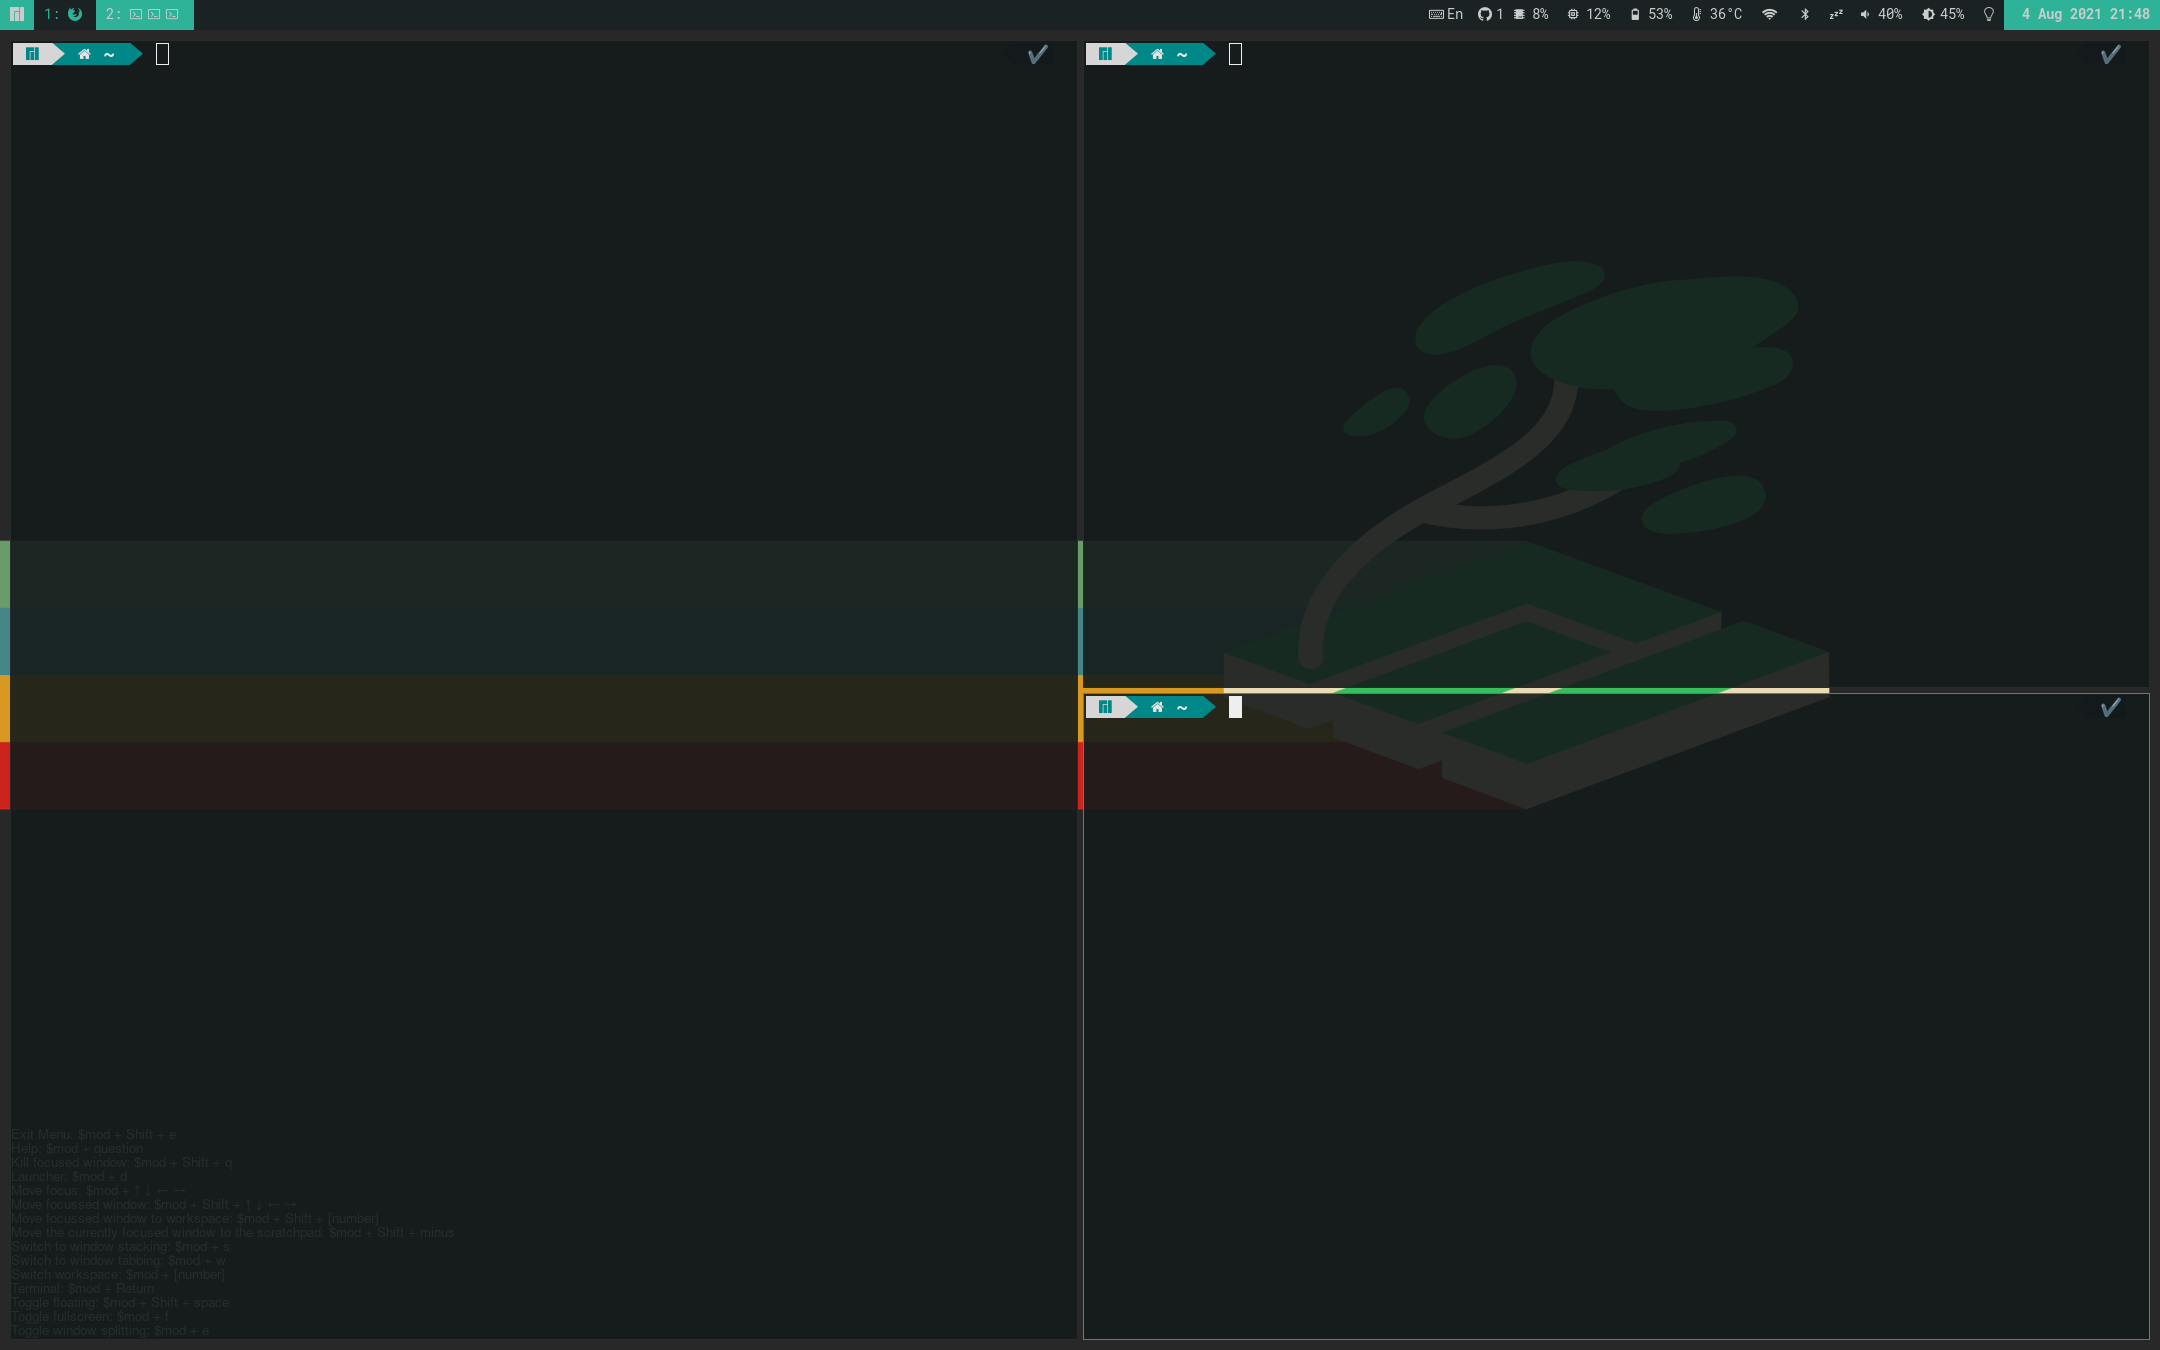 1:
2:
En 1 8% 12% 53% 36°C zzz 40% 45% 4 Aug 2021 21:48
~
~
~
Exit Menu: $mod + Shift + e
Help: $mod + question
Kill focused window: $mod + Shift + q
Launcher: $mod + d
Move focus: $mod + ↑ ↓ ← →
Move focussed window: $mod + Shift + ↑ ↓ ← →
Move focussed window to workspace: $mod + Shift + [number]
Move the currently focused window to the scratchpad: $mod + Shift + minus
Switch to window stacking: $mod + s
Switch to window tabbing: $mod + w
Switch workspace: $mod + [number]
Terminal: $mod + Return
Toggle floating: $mod + Shift + space
Toggle fullscreen: $mod + f
Toggle window splitting: $mod + e